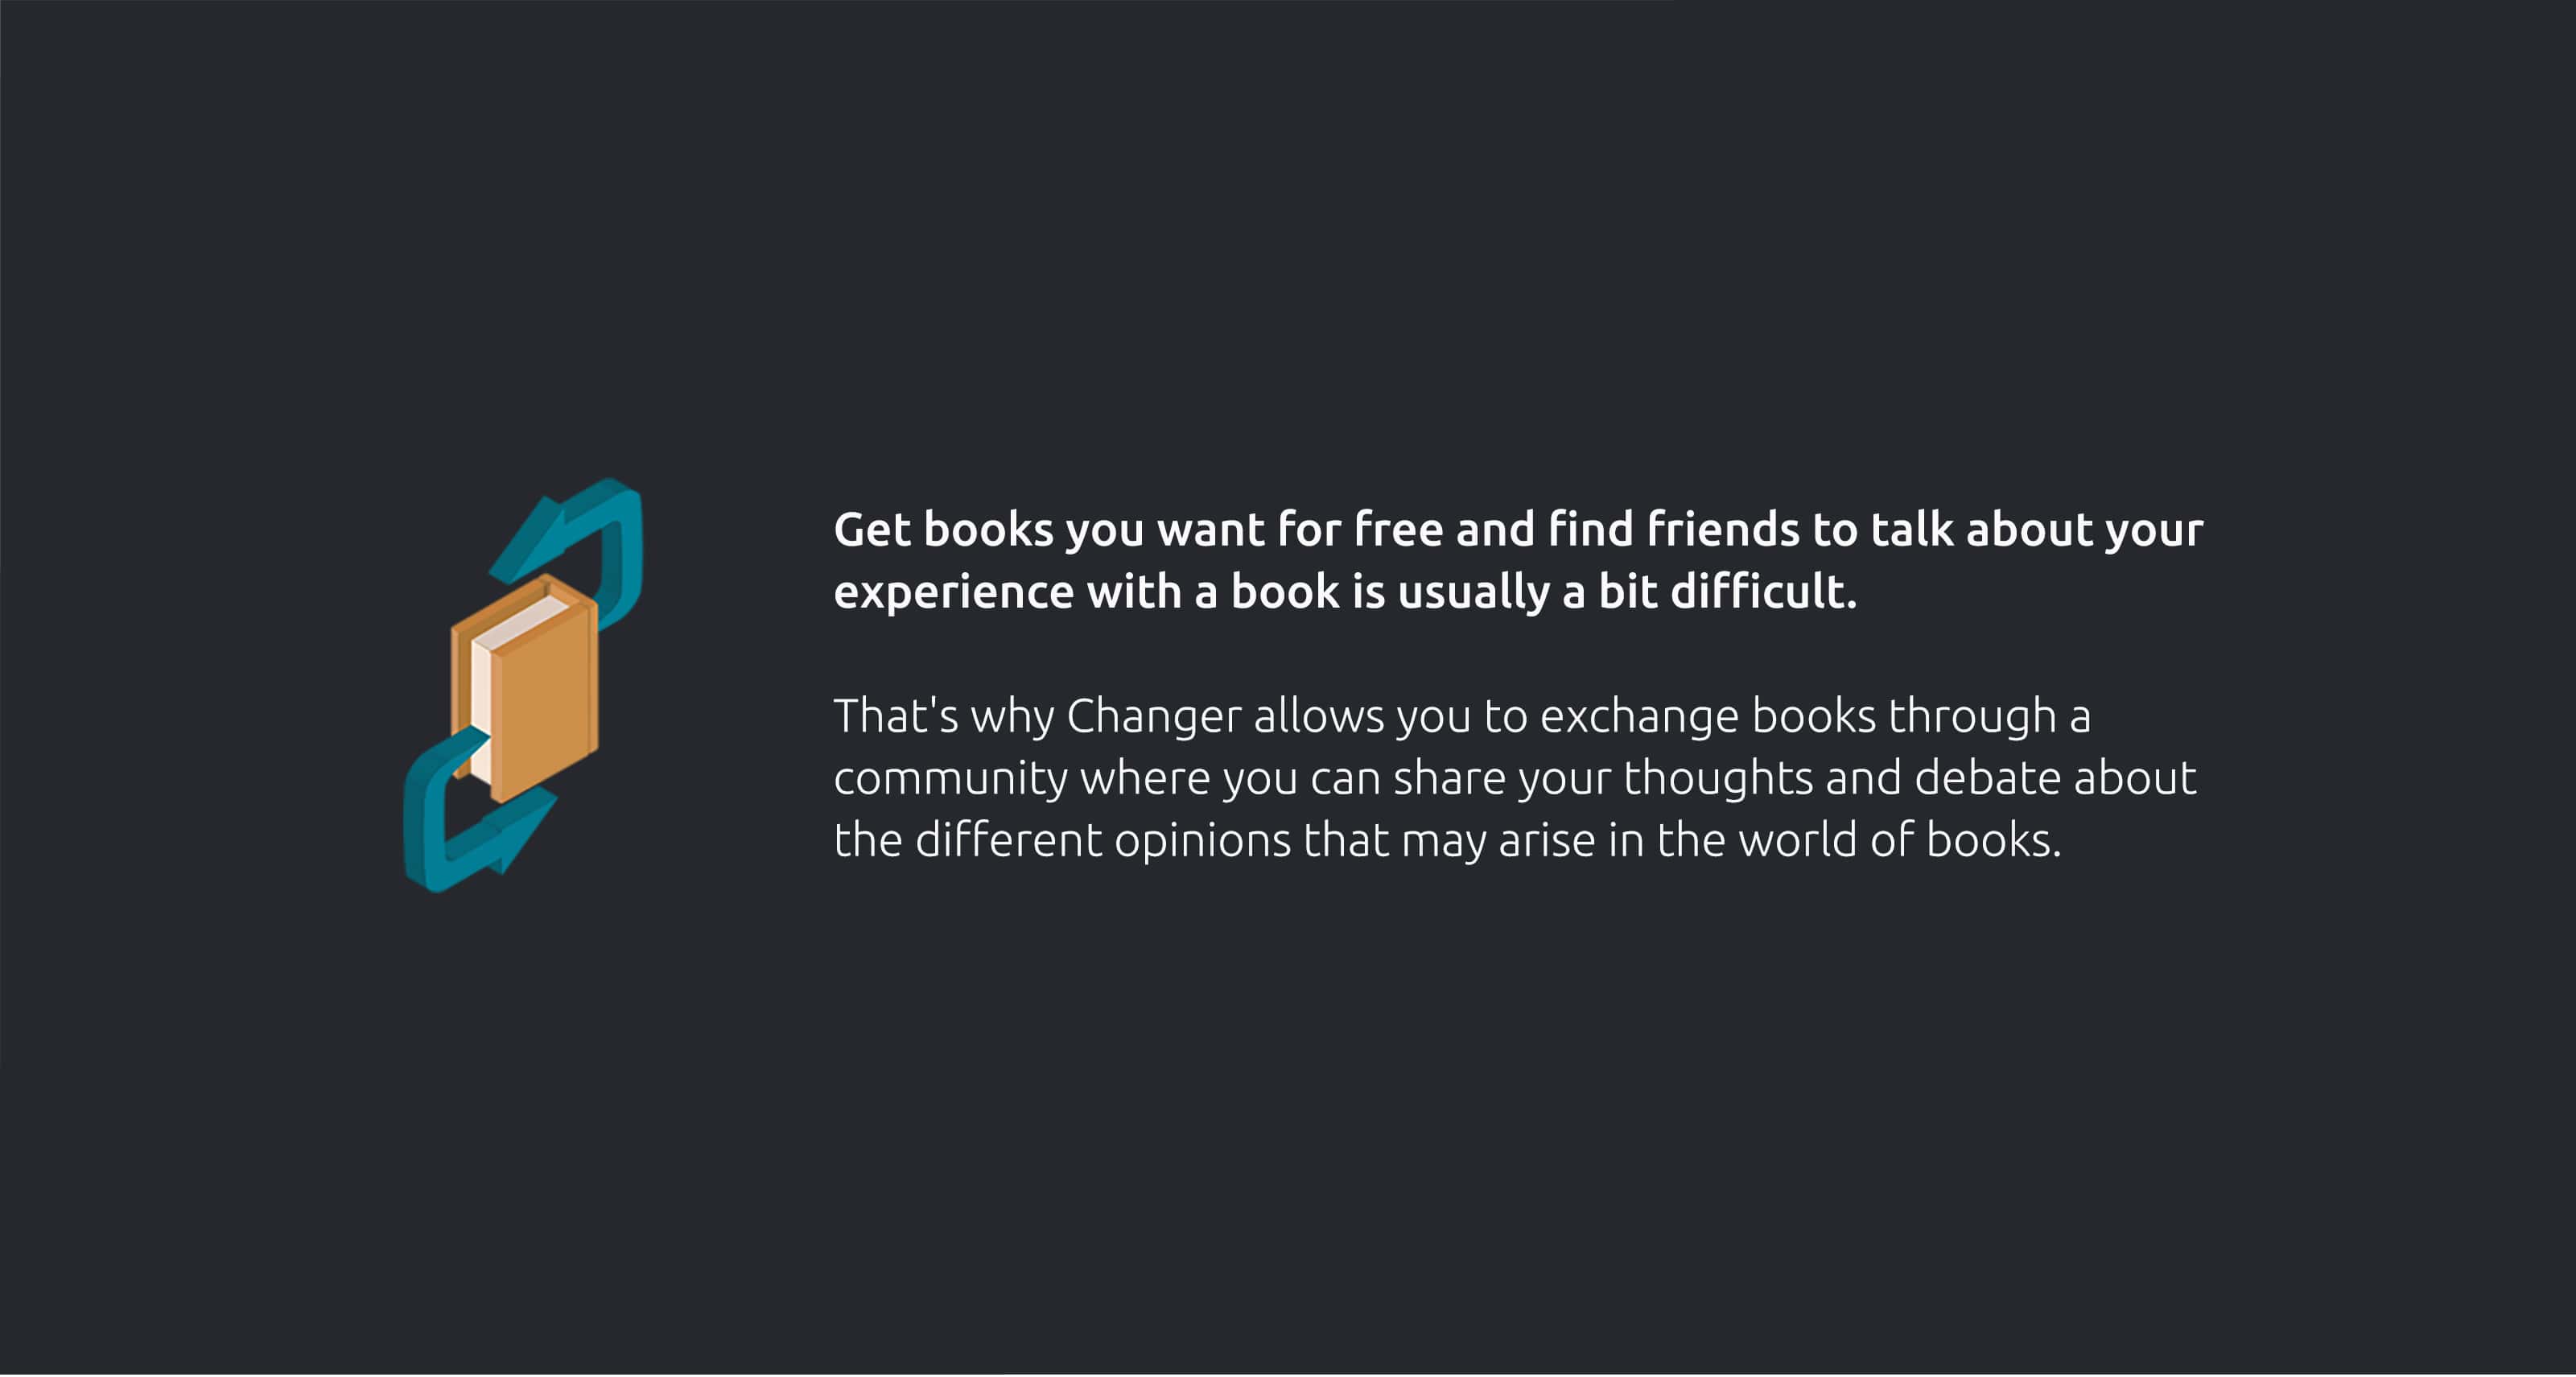 Get books you want for free and find friends to talk about your
experience with a book is usually a bit difficult.
That's why Changer allows you to exchange books through a
community where you can share your thoughts and debate about
the different opinions that may arise in the world of books.